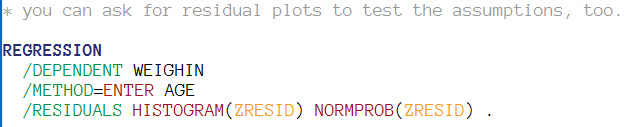 * you can ask for residual plots to test the assumptions, too.
REGRESSION
/DEPENDENT WEIGHIN
/METHOD=ENTER AGE
/RESIDUALS HISTOGRAM(ZRESID) NORMPROB(ZRESID) .